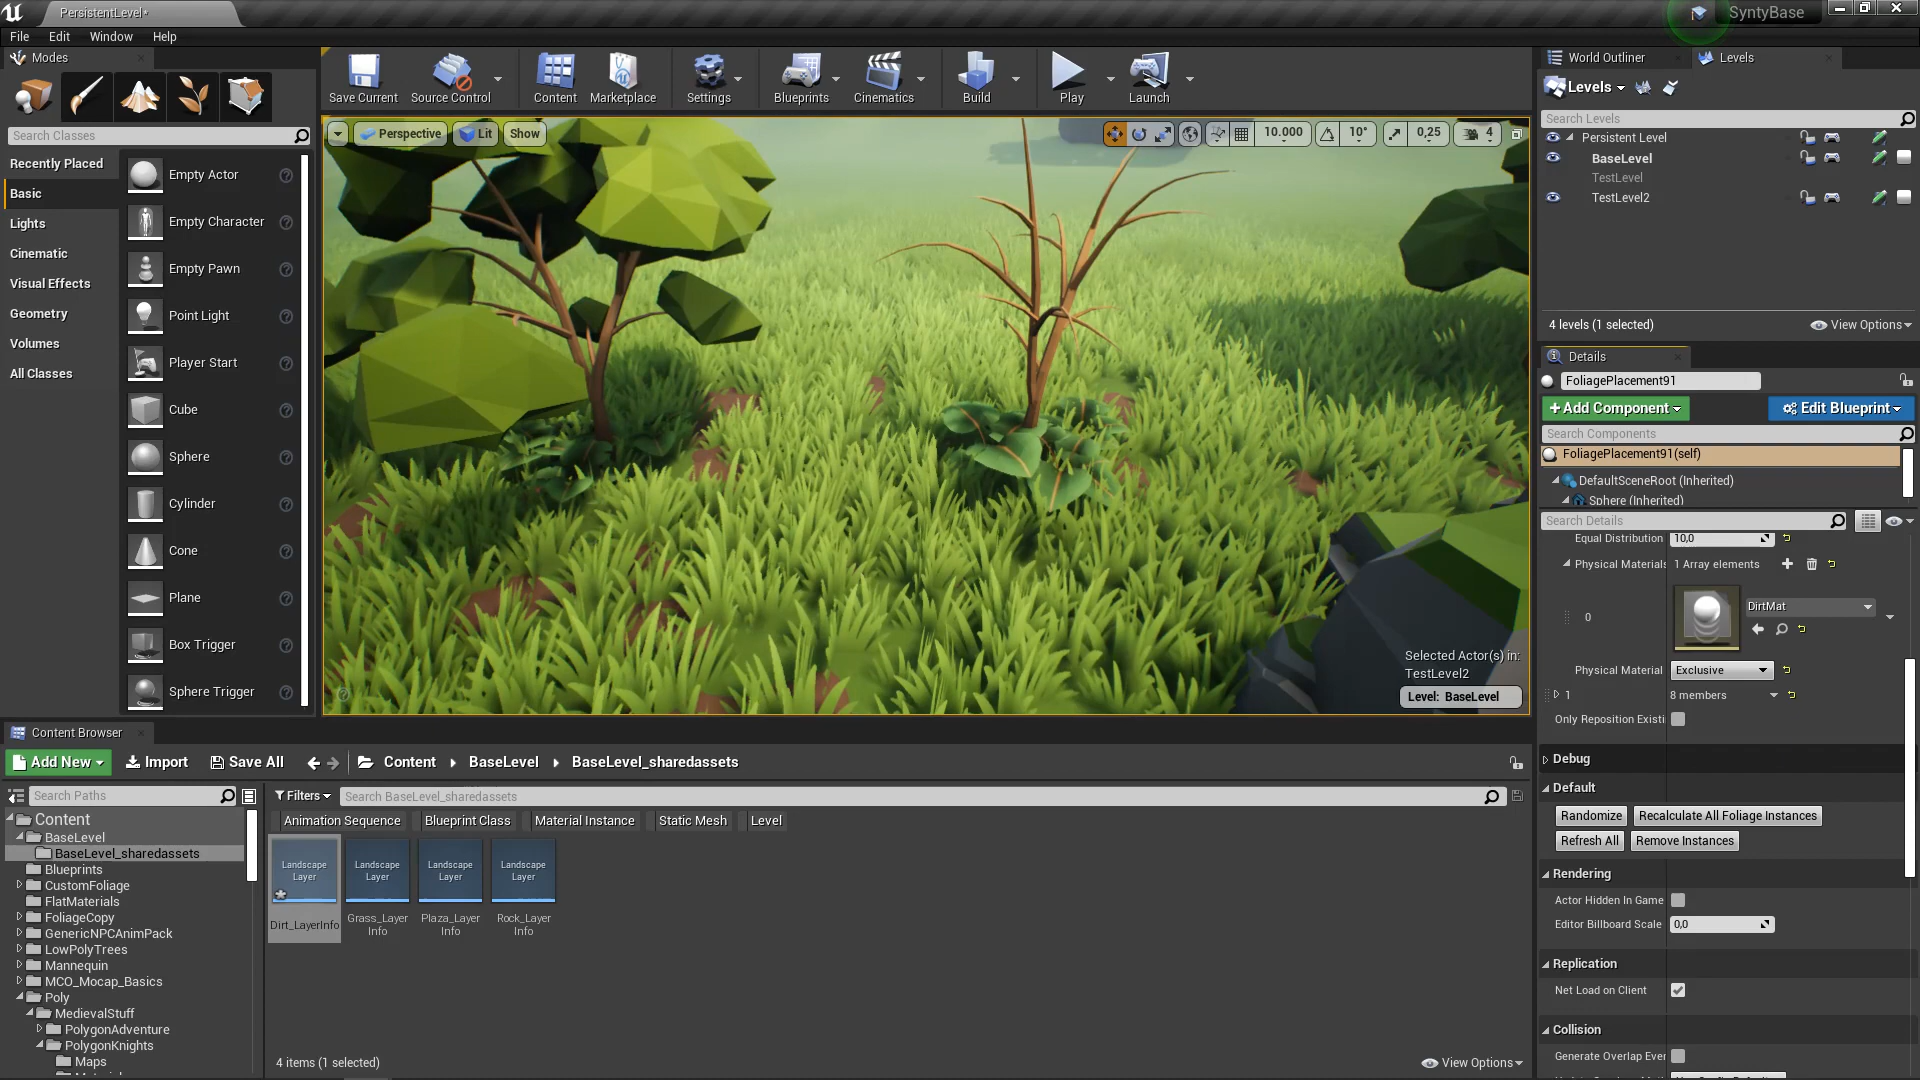 PersistentLevel*
SyntyBase
File Edit Window Help
Modes
Search Classes
Recently Placed
Basic
Lights
Cinematic
Visual Effects
Geometry
Volumes
All Classes
Empty Actor
Empty Character
Empty Pawn
Point Light
Player Start
Cube
Sphere
Cylinder
Cone
Plane
Box Trigger
Sphere Trigger
Save Current Source Control Content Marketplace Settings Blueprints Cinematics Build Play Launch
Perspective Lit Show
10.000 10° 0,25 4
Selected Actor(s) in:
TestLevel2
Level: BaseLevel
World Outliner Levels
Levels
Search Levels
Persistent Level
BaseLevel
TestLevel
TestLevel2
4 levels (1 selected) View Options
Details
FoliagePlacement91
+ Add Component Edit Blueprint
Search Components
FoliagePlacement91(self)
DefaultSceneRoot (Inherited)
Sphere (Inherited)
Search Details
Equal Distribution 10,0
Physical Materials 1 Array elements
0 DirtMat
Physical Material Exclusive
1 8 members
Only Reposition Existi
Debug
Default
Randomize Recalculate All Foliage Instances
Refresh All Remove Instances
Rendering
Actor Hidden In Game
Editor Billboard Scale 0,0
Replication
Net Load on Client
Collision
Generate Overlap Ever
Content Browser
Add New Import Save All Content BaseLevel BaseLevel_sharedassets
Search Paths
Filters Search BaseLevel_sharedassets
Animation Sequence Blueprint Class Material Instance Static Mesh Level
Content
BaseLevel
BaseLevel_sharedassets
Blueprints
CustomFoliage
FlatMaterials
FoliageCopy
GenericNPCAnimPack
LowPolyTrees
Mannequin
MCO_Mocap_Basics
Poly
MedievalStuff
PolygonAdventure
PolygonKnights
Maps
Landscape Layer
Dirt_LayerInfo
Landscape Layer
Grass_Layer
Info
Landscape Layer
Plaza_Layer
Info
Landscape Layer
Rock_Layer
Info
4 items (1 selected) View Options